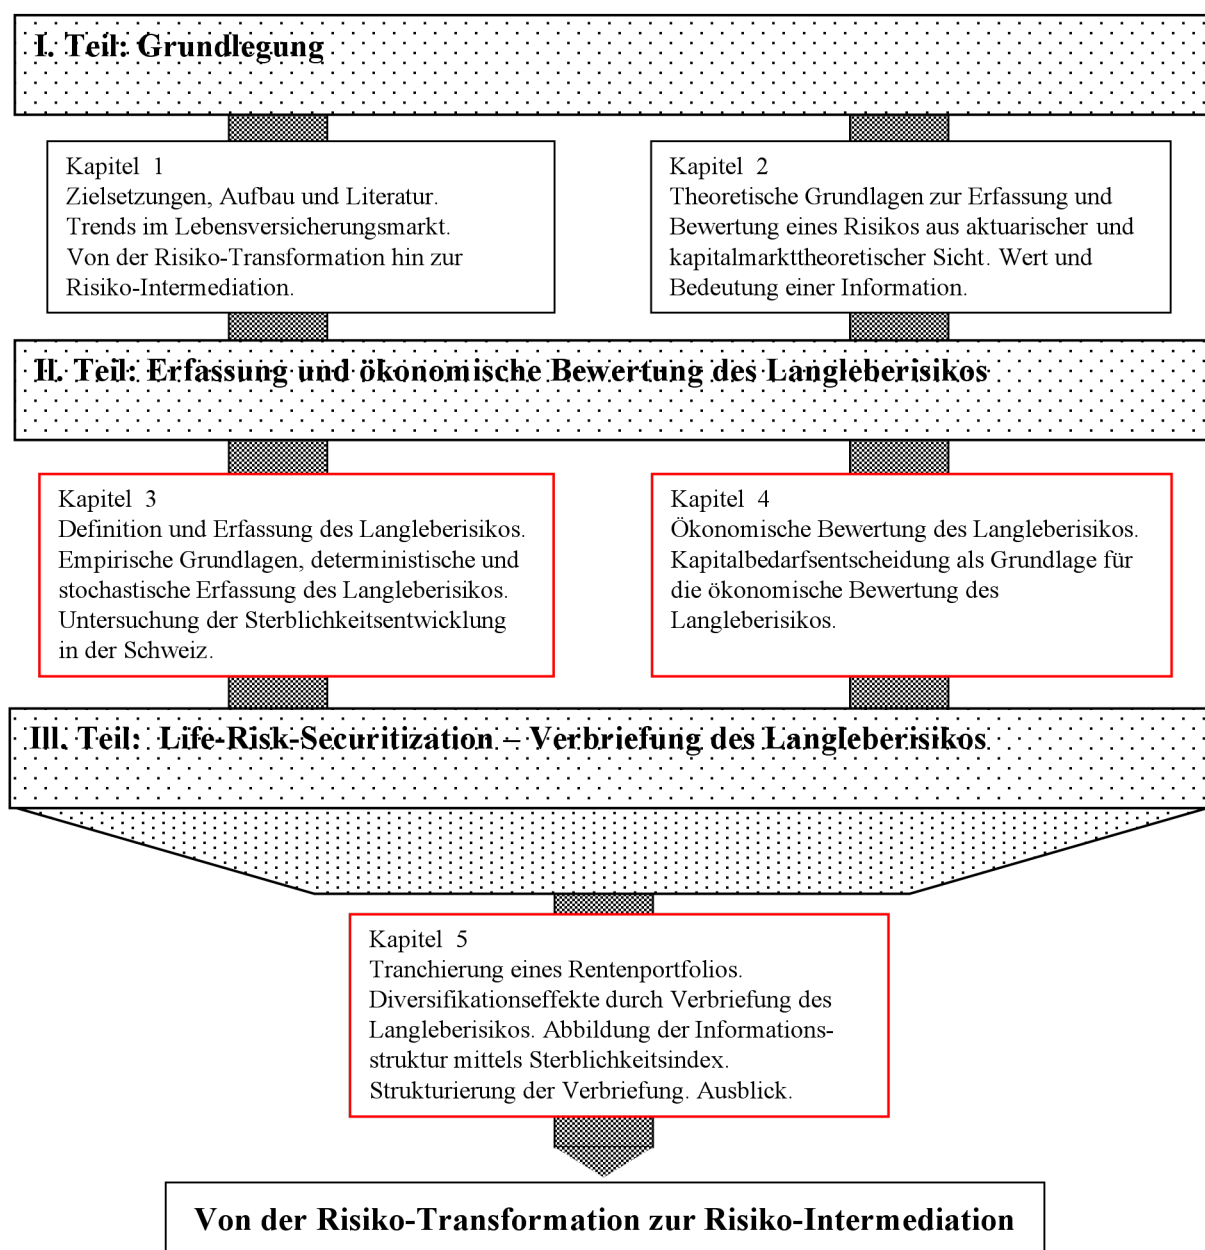 I. Teil: Grundlegung
Kapitel 1
Zielsetzungen, Aufbau und Literatur.
Trends im Lebensversicherungsmarkt.
Von der Risiko-Transformation hin zur
Risiko-Intermediation.
Kapitel 2
Theoretische Grundlagen zur Erfassung und
Bewertung eines Risikos aus aktuarischer und
kapitalmarkttheoretischer Sicht. Wert und
Bedeutung einer Information.
II. Teil: Erfassung und ökonomische Bewertung des Langleberisikos
Kapitel 3
Definition und Erfassung des Langleberisikos.
Empirische Grundlagen, deterministische und
stochastische Erfassung des Langleberisikos.
Untersuchung der Sterblichkeitsentwicklung
in der Schweiz.
Kapitel 4
Ökonomische Bewertung des Langleberisikos.
Kapitalbedarfsentscheidung als Grundlage für
die ökonomische Bewertung des
Langleberisikos.
III. Teil: Life-Risk-Securitization – Verbriefung des Langleberisikos
Kapitel 5
Tranchierung eines Rentenportfolios.
Diversifikationseffekte durch Verbriefung des
Langleberisikos. Abbildung der Informations-
struktur mittels Sterblichkeitsindex.
Strukturierung der Verbriefung. Ausblick.
Von der Risiko-Transformation zur Risiko-Intermediation